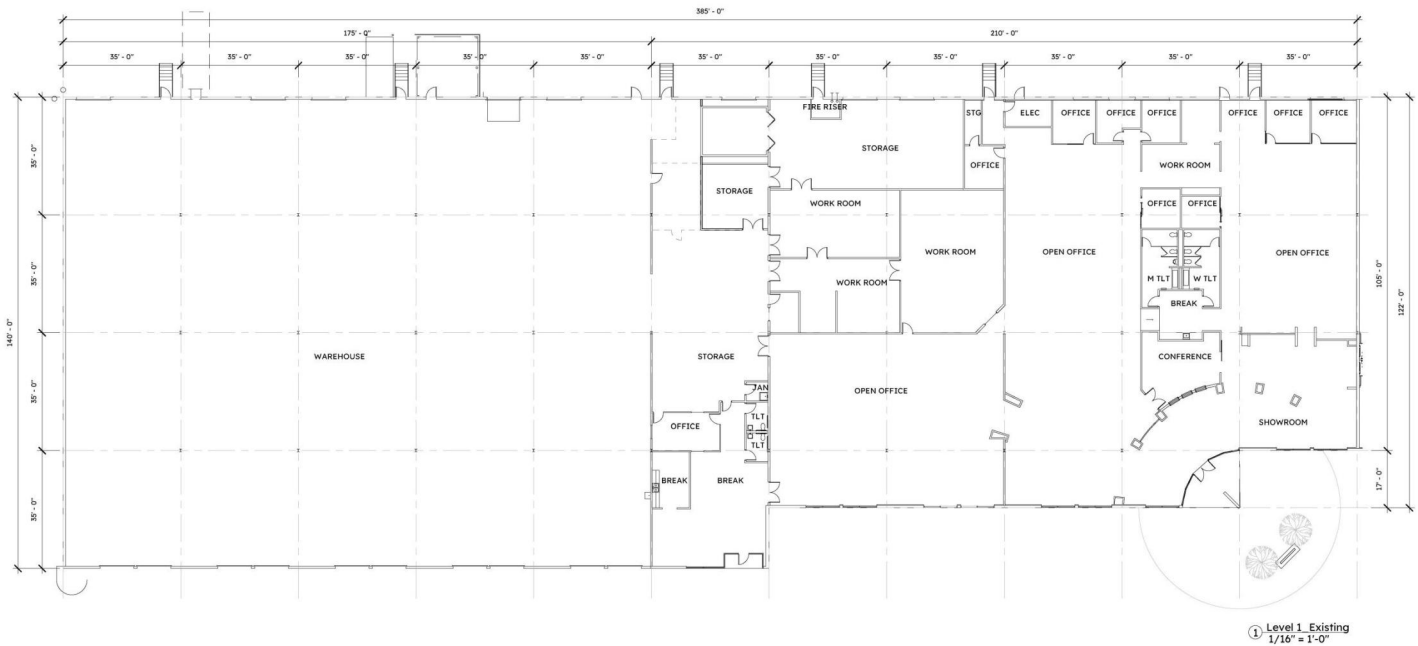 385' - 0"
175' - 0"
210' - 0"
35' - 0"
35' - 0"
35' - 0"
35' - 0"
35' - 0"
35' - 0"
35' - 0"
35' - 0"
35' - 0"
35' - 0"
35' - 0"
FIRE RISER
STG
ELEC
OFFICE
OFFICE
OFFICE
OFFICE
OFFICE
OFFICE
35' - 0"
STORAGE
OFFICE
WORK ROOM
STORAGE
WORK ROOM
OFFICE
OFFICE
WORK ROOM
OPEN OFFICE
OPEN OFFICE
35' - 0"
M TLT
W TLT
WORK ROOM
BREAK
105' - 0"
122' - 0"
140' - 0"
WAREHOUSE
STORAGE
CONFERENCE
35' - 0"
JAN
OPEN OFFICE
TLT
OFFICE
SHOWROOM
TLT
BREAK
BREAK
17' - 0"
35' - 0"
1
Level 1_Existing
1/16" = 1'-0"